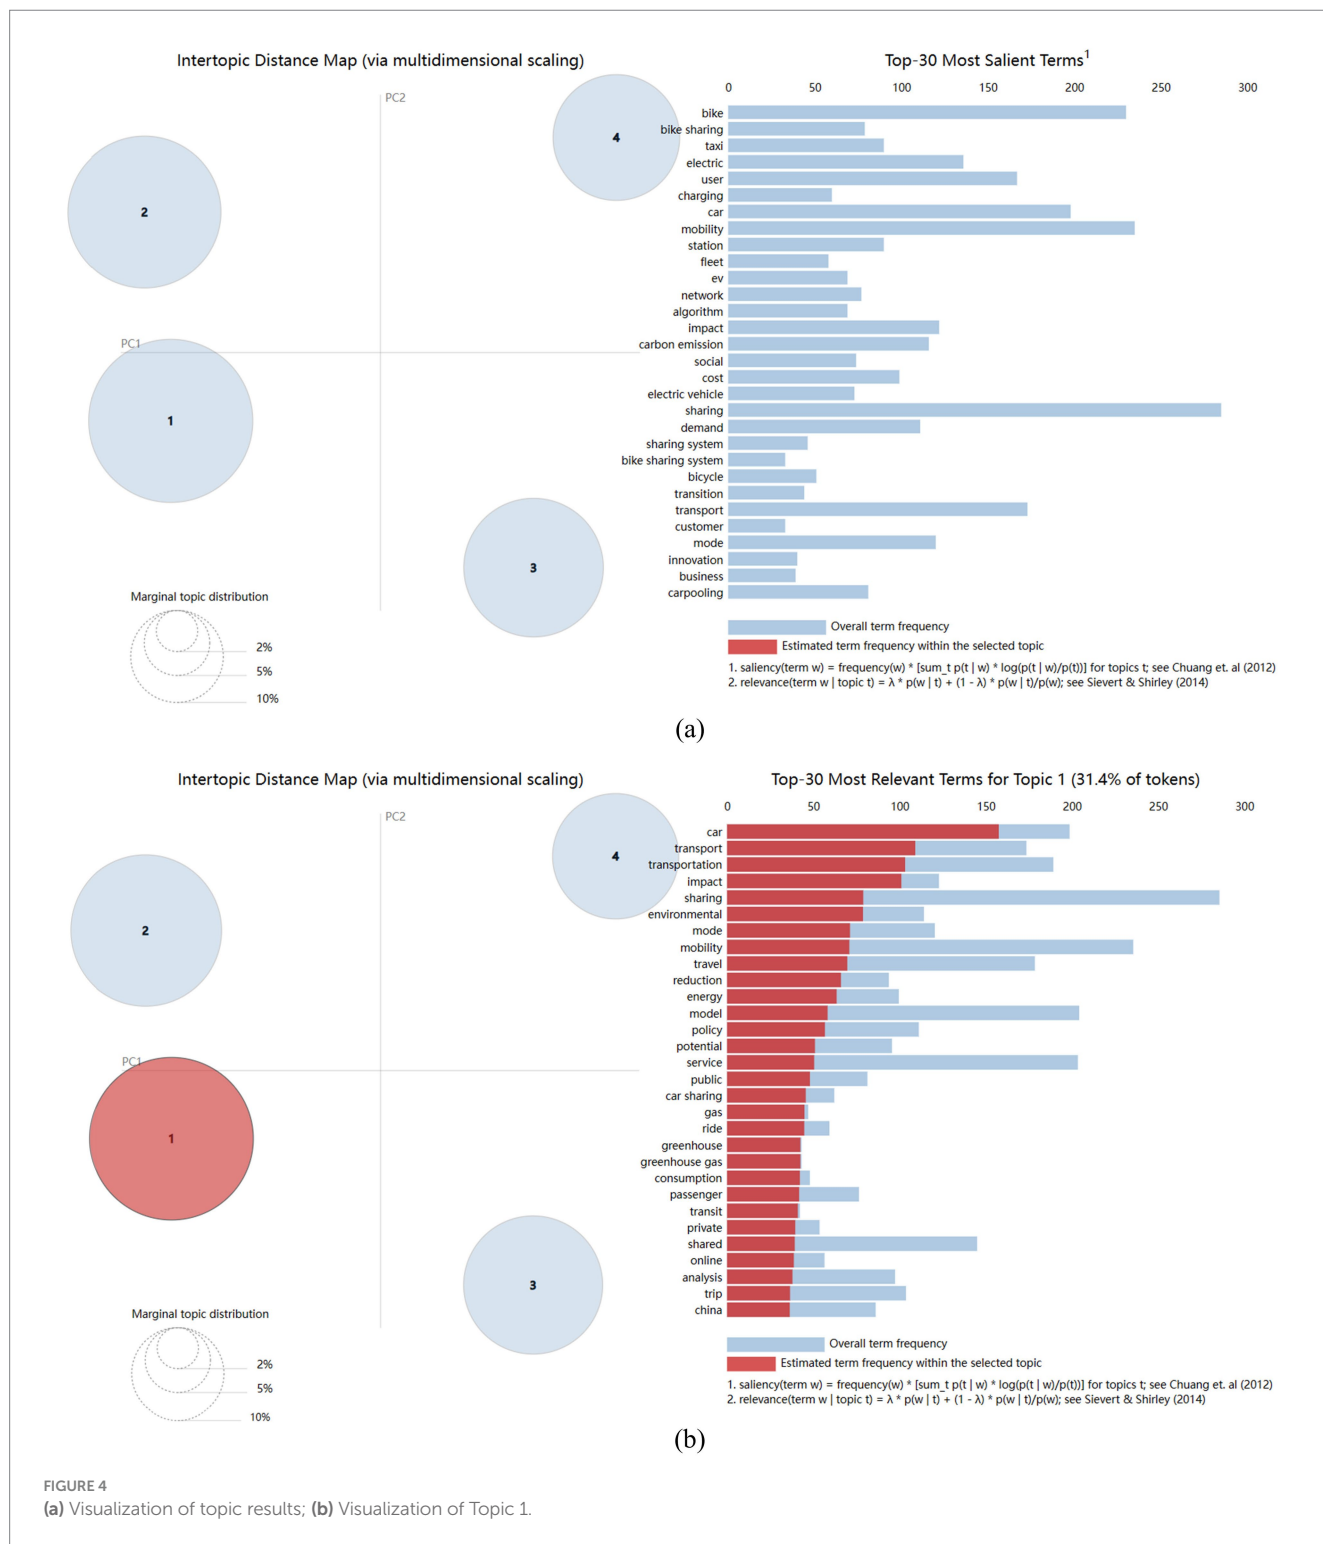 Intertopic Distance Map (via multidimensional scaling)
PC2
PC1
4
2
1
3
Marginal topic distribution
2%
5%
10%
Top-30 Most Salient Terms1
0 50 100 150 200 250 300
bike
bike sharing
taxi
electric
user
charging
car
mobility
station
fleet
ev
network
algorithm
impact
carbon emission
social
cost
electric vehicle
sharing
demand
sharing system
bike sharing system
bicycle
transition
transport
customer
mode
innovation
business
carpooling
Overall term frequency
Estimated term frequency within the selected topic
1. saliency(term w) = frequency(w) * [sum_t p(t | w) * log(p(t | w)/p(t))] for topics t; see Chuang et. al (2012)
2. relevance(term w | topic t) = λ * p(w | t) + (1 - λ) * p(w | t)/p(w); see Sievert & Shirley (2014)
(a)
Intertopic Distance Map (via multidimensional scaling)
PC2
4
2
PC1
1
3
Marginal topic distribution
2%
5%
10%
Top-30 Most Relevant Terms for Topic 1 (31.4% of tokens)
0 50 100 150 200 250 300
car
transport
transportation
impact
sharing
environmental
mode
mobility
travel
reduction
energy
model
policy
potential
service
public
car sharing
gas
ride
greenhouse
greenhouse gas
consumption
passenger
transit
private
shared
online
analysis
trip
china
Overall term frequency
Estimated term frequency within the selected topic
1. saliency(term w) = frequency(w) * [sum_t p(t | w) * log(p(t | w)/p(t))] for topics t; see Chuang et. al (2012)
2. relevance(term w | topic t) = λ * p(w | t) + (1 - λ) * p(w | t)/p(w); see Sievert & Shirley (2014)
(b)
FIGURE 4
(a) Visualization of topic results; (b) Visualization of Topic 1.